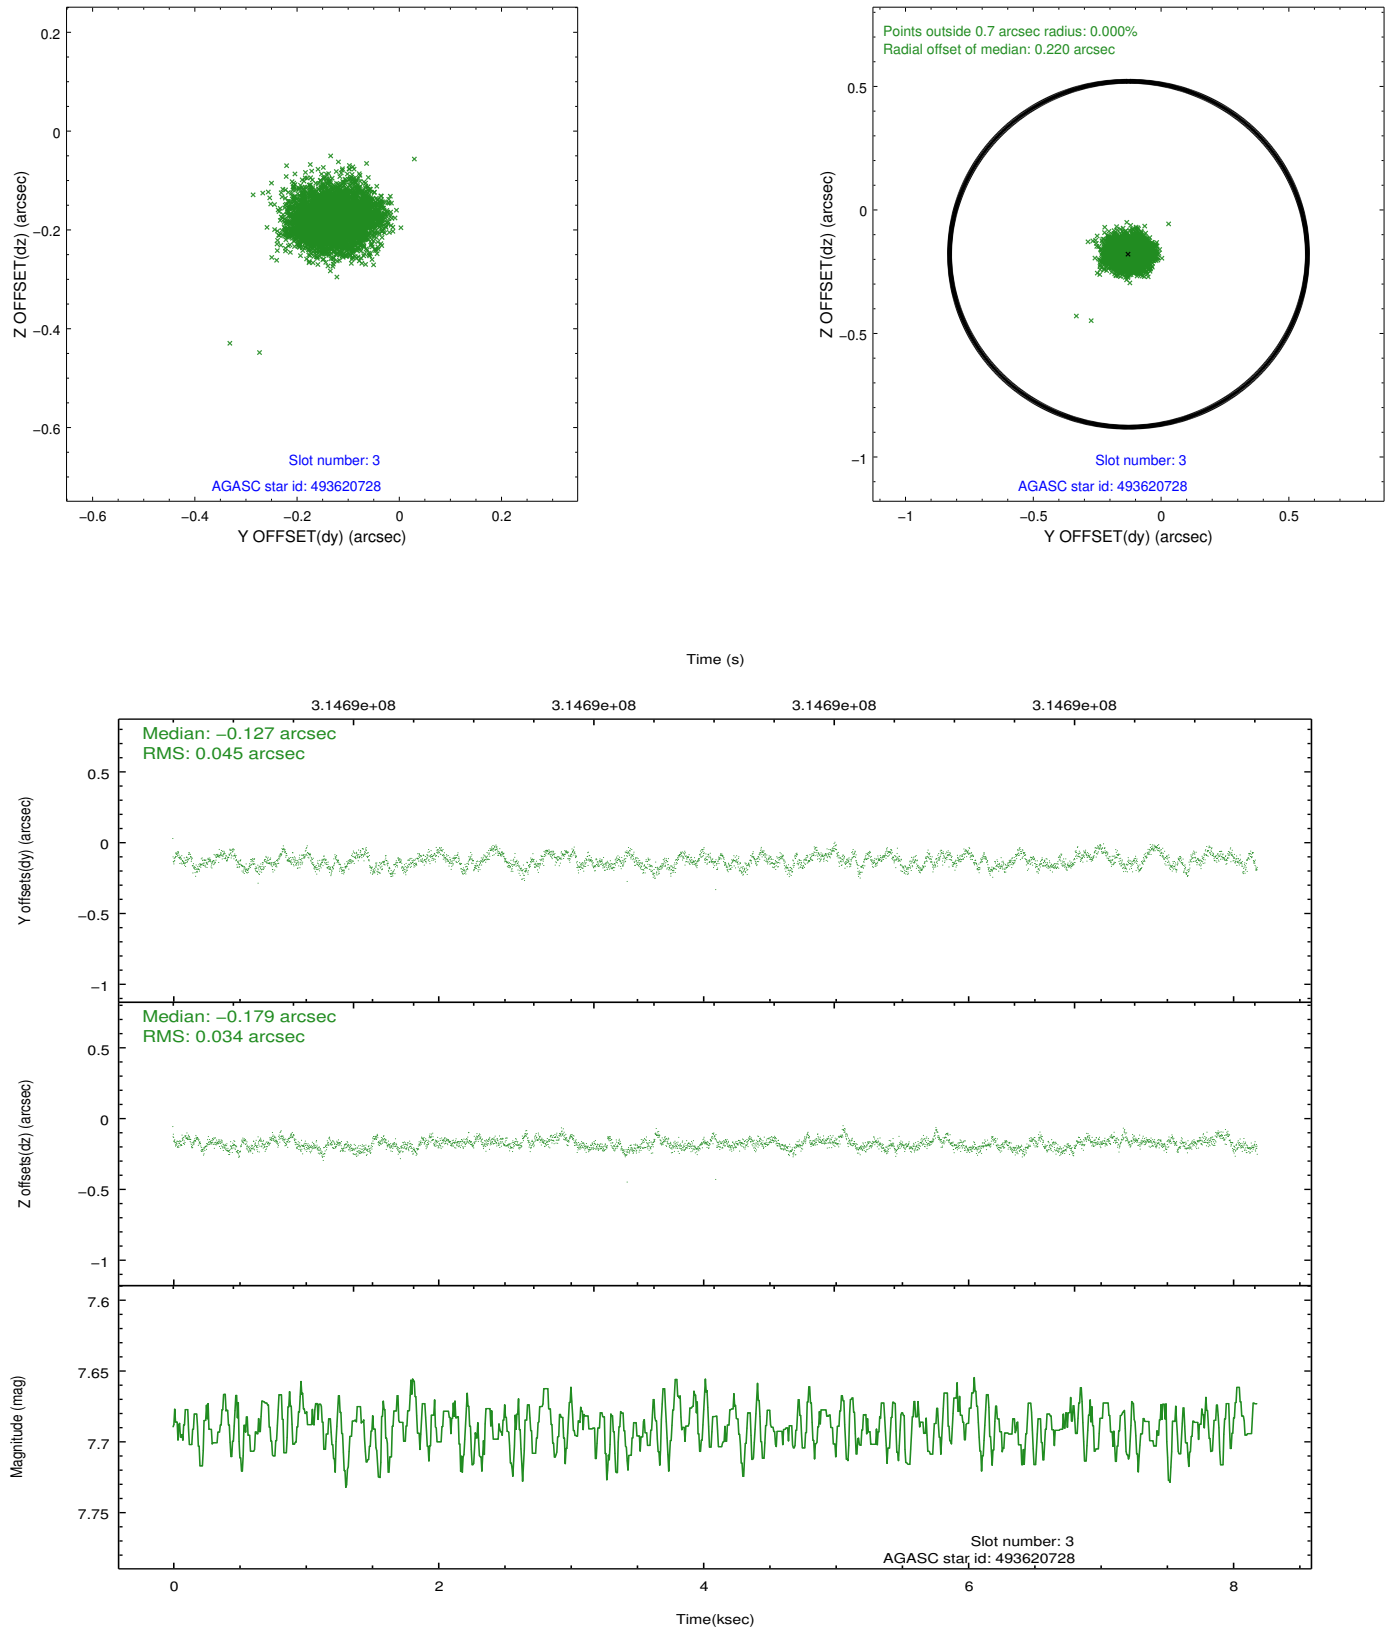 0.2
0
−0.2
−0.4
−0.6
Z OFFSET(dz) (arcsec)
Slot number: 3
AGASC star id: 493620728
−0.6
−0.4
−0.2
0
0.2
Y OFFSET(dy) (arcsec)
Points outside 0.7 arcsec radius: 0.000%
Radial offset of median: 0.220 arcsec
0.5
0
−0.5
−1
Z OFFSET(dz) (arcsec)
Slot number: 3
AGASC star id: 493620728
−1
−0.5
0
0.5
Y OFFSET(dy) (arcsec)
Time (s)
3.1469e+08
3.1469e+08
3.1469e+08
3.1469e+08
Median: −0.127 arcsec
RMS: 0.045 arcsec
0.5
0
−0.5
−1
Y offsets(dy) (arcsec)
Median: −0.179 arcsec
RMS: 0.034 arcsec
0.5
0
−0.5
−1
Z offsets(dz) (arcsec)
7.6
7.65
7.7
7.75
Magnitude (mag)
Slot number: 3
AGASC star id: 493620728
0
2
4
6
8
Time(ksec)